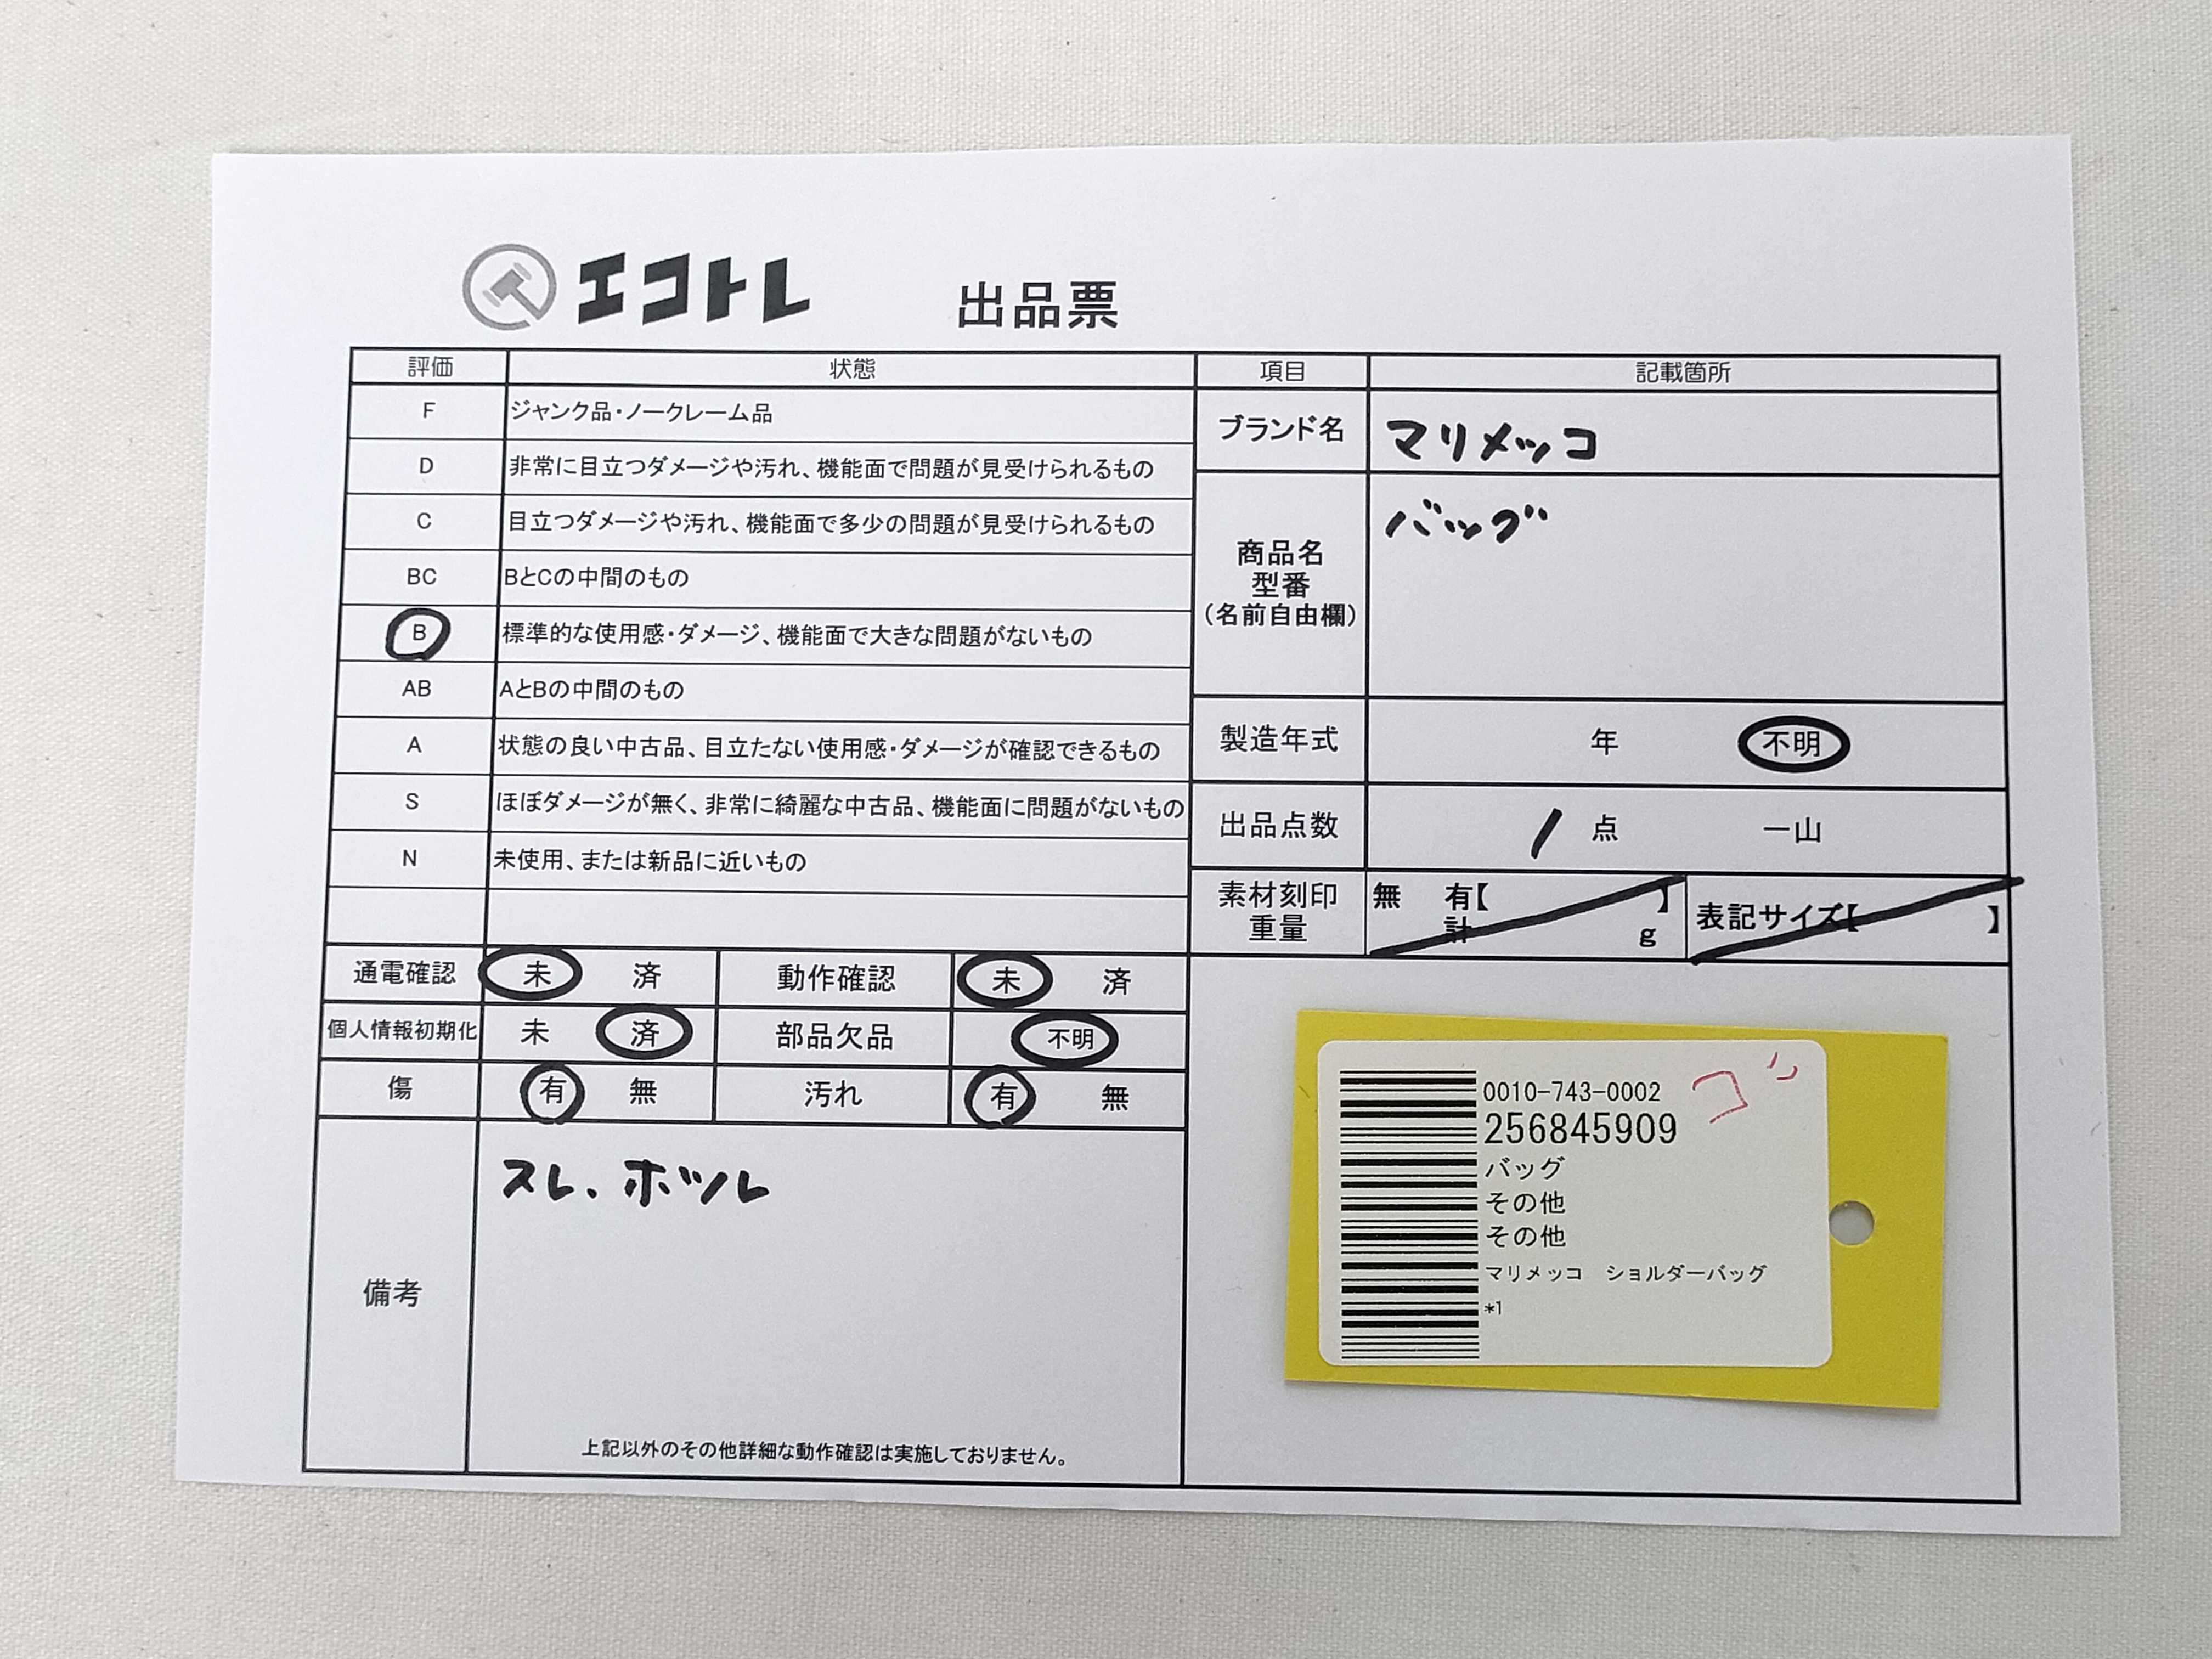 エコトレ 出品票
評価 状態
F ジャンク品・ノークレーム品
D 非常に目立つダメージや汚れ、機能面で問題が見受けられるもの
C 目立つダメージや汚れ、機能面で多少の問題が見受けられるもの
BC BとCの中間のもの
B 標準的な使用感・ダメージ、機能面で大きな問題がないもの
AB AとBの中間のもの
A 状態の良い中古品、目立たない使用感・ダメージが確認できるもの
S ほぼダメージが無く、非常に綺麗な中古品、機能面に問題がないもの
N 未使用、または新品に近いもの
通電確認 未 済 動作確認 未 済
個人情報初期化 未 済 部品欠品 不明
傷 有 無 汚れ 有 無
備考
スレ、ホツレ
上記以外のその他詳細な動作確認は実施しておりません。
項目 記載箇所
ブランド名 マリメッコ
商品名
型番
(名前自由欄)
バッグ
製造年式 年 不明
出品点数 1 点 一山
素材刻印 無 有【 】
重量 計 g
表記サイズ【 】
0010-743-0002
256845909
バッグ
その他
その他
マリメッコ ショルダーバッグ
*1